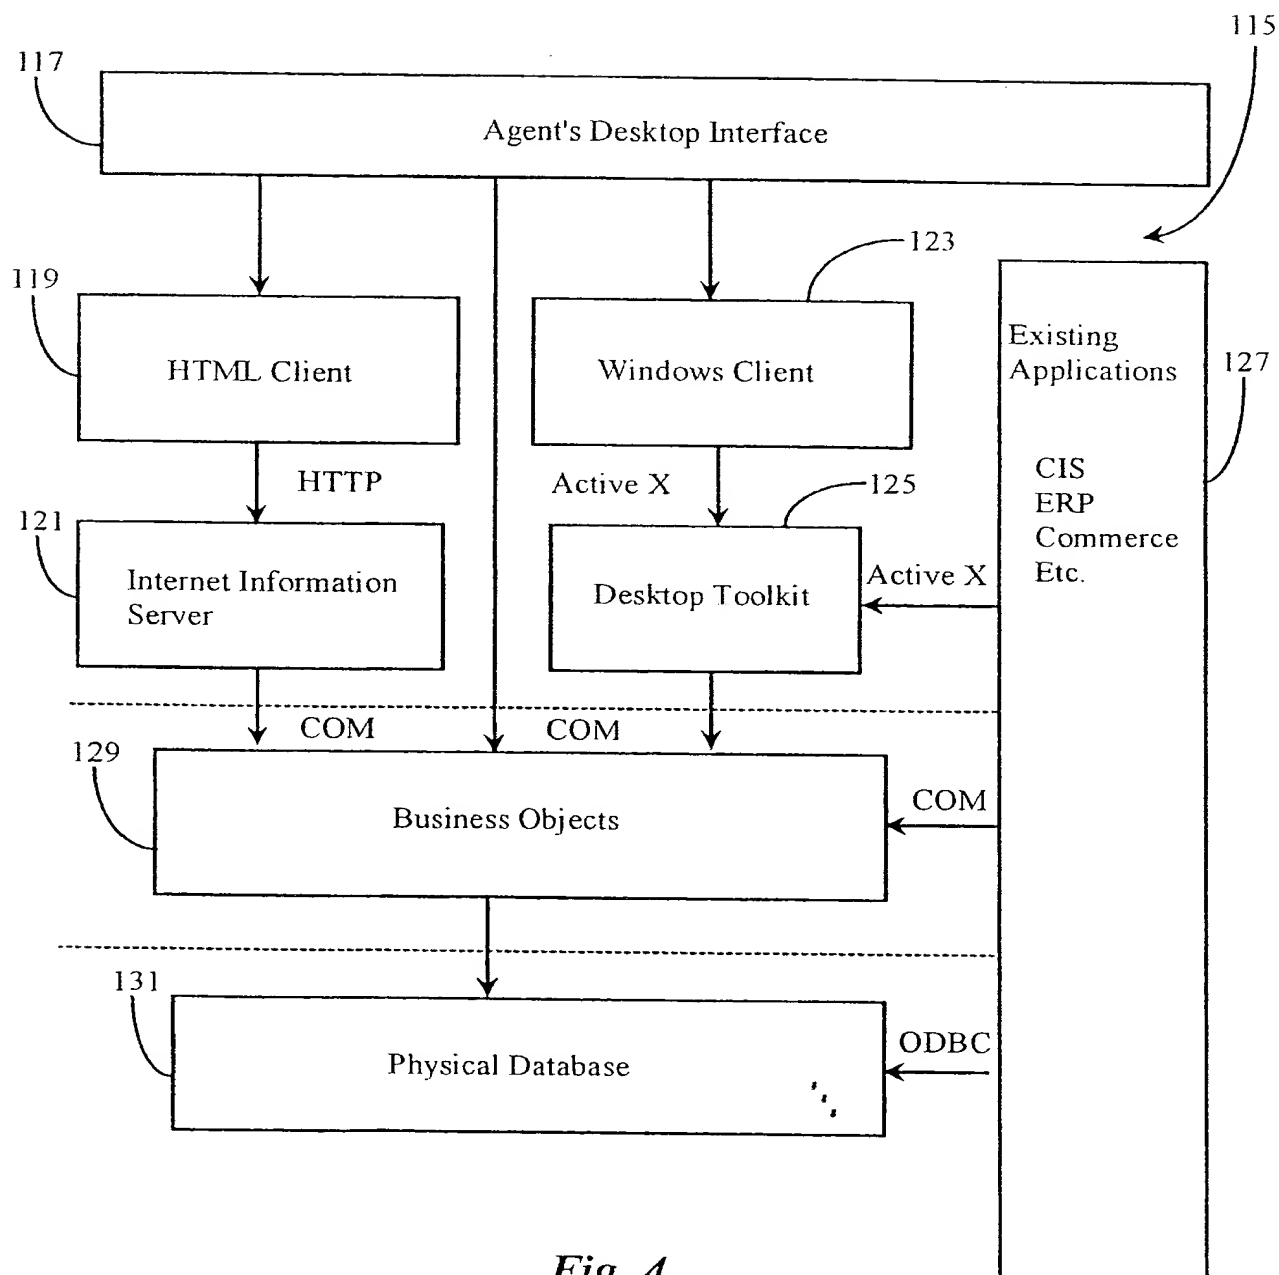 115
117
Agent's Desktop Interface
123
119
HTML Client
Windows Client
Existing
Applications
127
CIS
ERP
Commerce
Etc.
HTTP
Active X
125
121
Internet Information
Server
Desktop Toolkit
Active X
COM
COM
129
Business Objects
COM
131
Physical Database
ODBC
Fig. 4